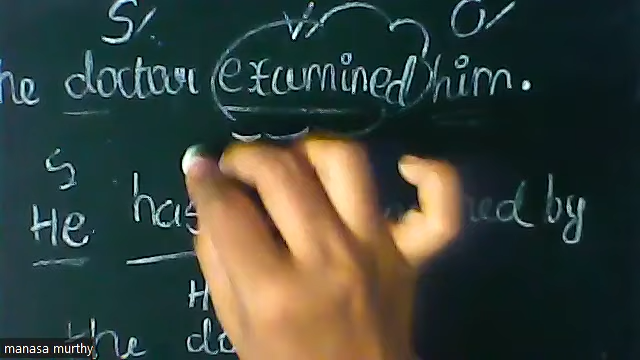 S V O
he doctor examined him.
S
He has ed by
H
the do
manasa murthy